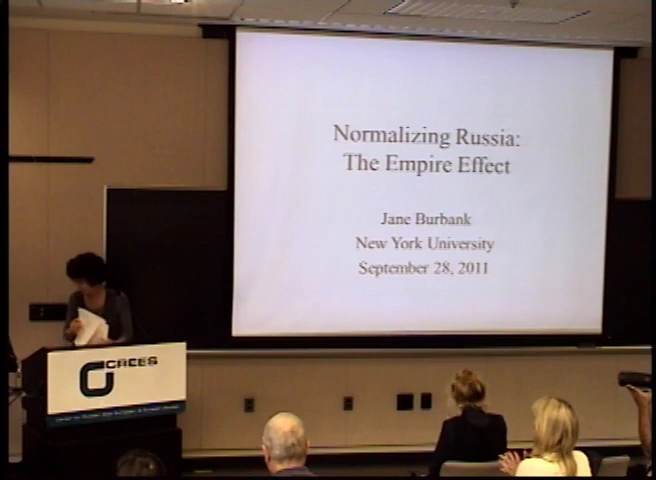 Normalizing Russia:
The Empire Effect
Jane Burbank
New York University
September 28, 2011
CREES